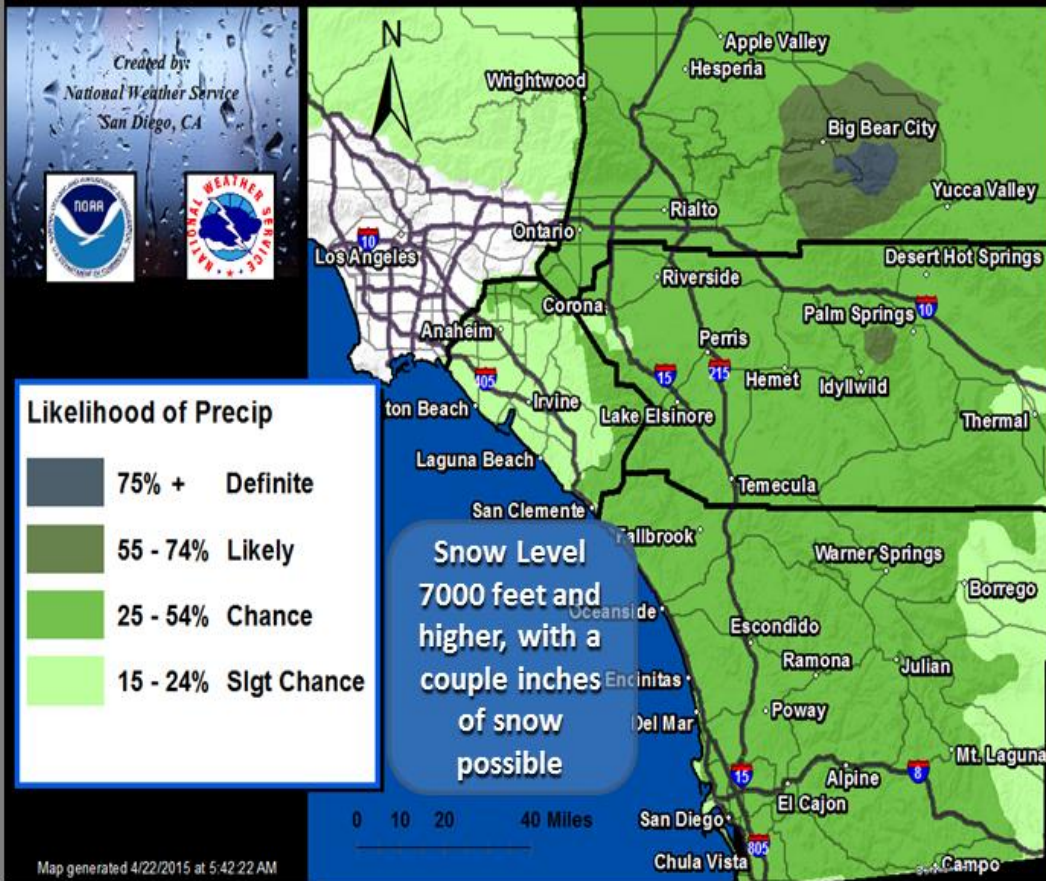 Created by:
National Weather Service
San Diego, CA
NOAA
NATIONAL WEATHER SERVICE
Likelihood of Precip
75% + Definite
55 - 74% Likely
25 - 54% Chance
15 - 24% Slgt Chance
Map generated 4/22/2015 at 5:42:22 AM
N
Wrightwood
Apple Valley
Hesperia
Big Bear City
Yucca Valley
Rialto
Ontario
10
Los Angeles
Riverside
Desert Hot Springs
Corona
Palm Springs
10
Anaheim
Perris
405
15
215
Hemet
Idyllwild
ton Beach
Irvine
Lake Elsinore
Thermal
Laguna Beach
Temecula
San Clemente
Fallbrook
Warner Springs
Borrego
Snow Level
7000 feet and
higher, with a
couple inches
of snow
possible
Oceanside
Escondido
Ramona
Julian
Encinitas
Poway
Del Mar
Mt. Laguna
15
Alpine
8
El Cajon
San Diego
805
Chula Vista
Campo
0 10 20 40 Miles